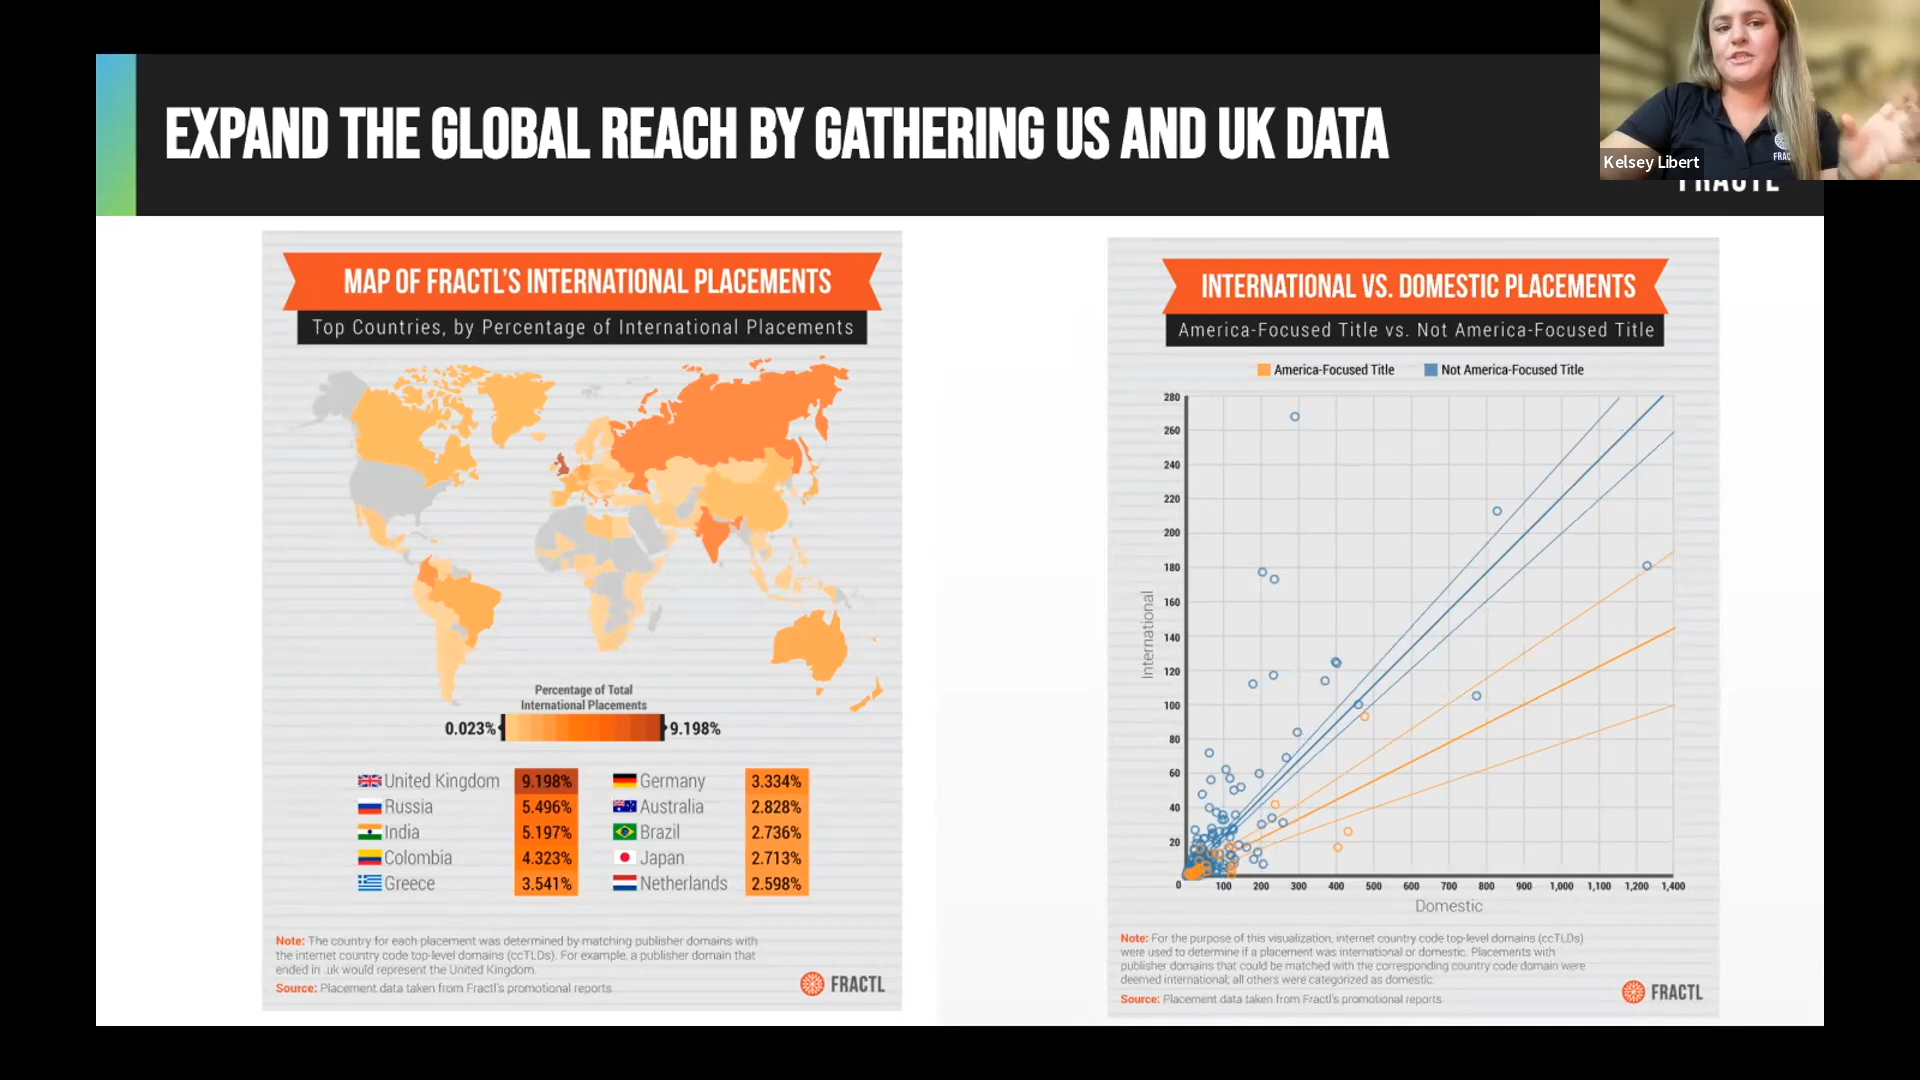 EXPAND THE GLOBAL REACH BY GATHERING US AND UK DATA
Kelsey Libert
FRAC
FRACTL
MAP OF FRACTL'S INTERNATIONAL PLACEMENTS
Top Countries, by Percentage of International Placements
Percentage of Total
International Placements
0.023% 9.198%
United Kingdom 9.198% Germany 3.334%
Russia 5.496% Australia 2.828%
India 5.197% Brazil 2.736%
Colombia 4.323% Japan 2.713%
Greece 3.541% Netherlands 2.598%
Note: The country for each placement was determined by matching publisher domains with
the internet country code top-level domains (ccTLDs). For example, a publisher domain that
ended in .uk would represent the United Kingdom.
Source: Placement data taken from Fractl's promotional reports
FRACTL
INTERNATIONAL VS. DOMESTIC PLACEMENTS
America-Focused Title vs. Not America-Focused Title
America-Focused Title Not America-Focused Title
280
260
240
220
200
180
160
140
120
100
80
60
40
20
International
0 100 200 300 400 500 600 700 800 900 1,000 1,100 1,200 1,400
Domestic
Note: For the purpose of this visualization, internet country code top-level domains (ccTLDs)
were used to determine if a placement was international or domestic. Placements with
publisher domains that could be matched with the corresponding country code domain were
deemed international; all others were categorized as domestic.
Source: Placement data taken from Fractl's promotional reports
FRACTL